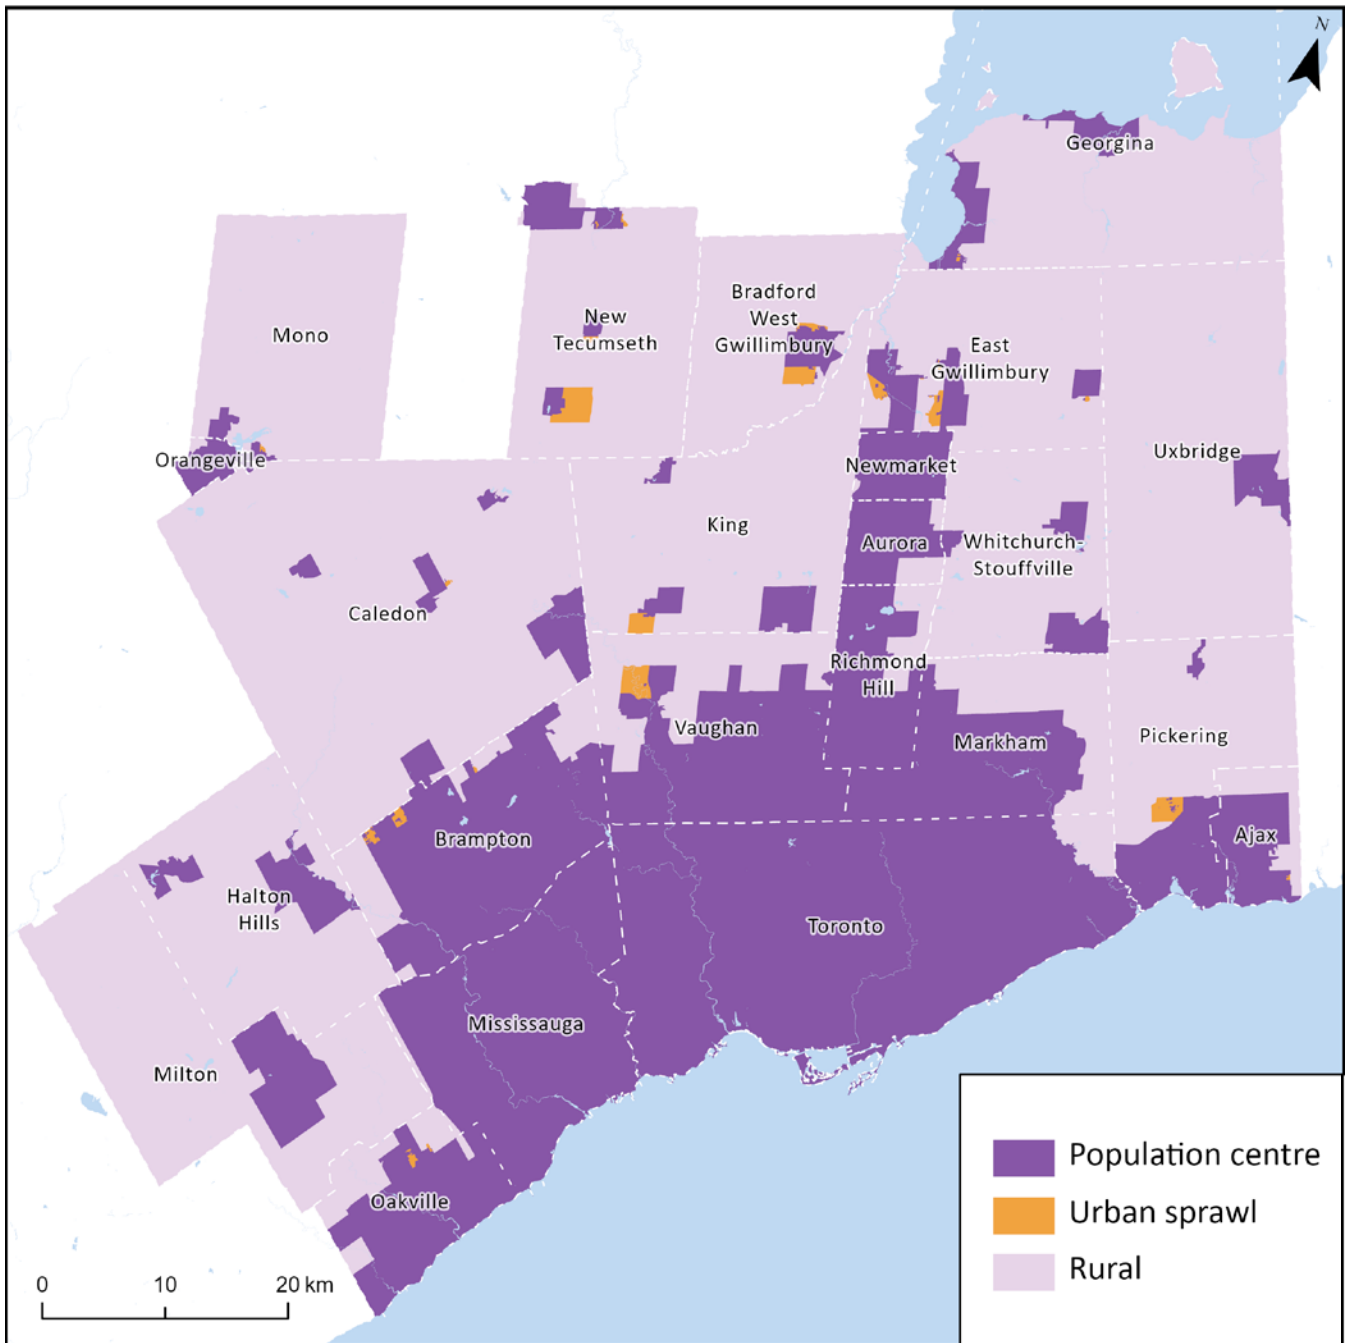 N
Georgina
Bradford
West
Gwillimbury
New
Tecumseth
Mono
East
Gwillimbury
Orangeville
Newmarket
Uxbridge
King
Aurora
Whitchurch-
Stouffville
Caledon
Richmond
Hill
Vaughan
Markham
Pickering
Brampton
Ajax
Halton
Hills
Toronto
Mississauga
Milton
Oakville
Population centre
Urban sprawl
Rural
0 10 20 km